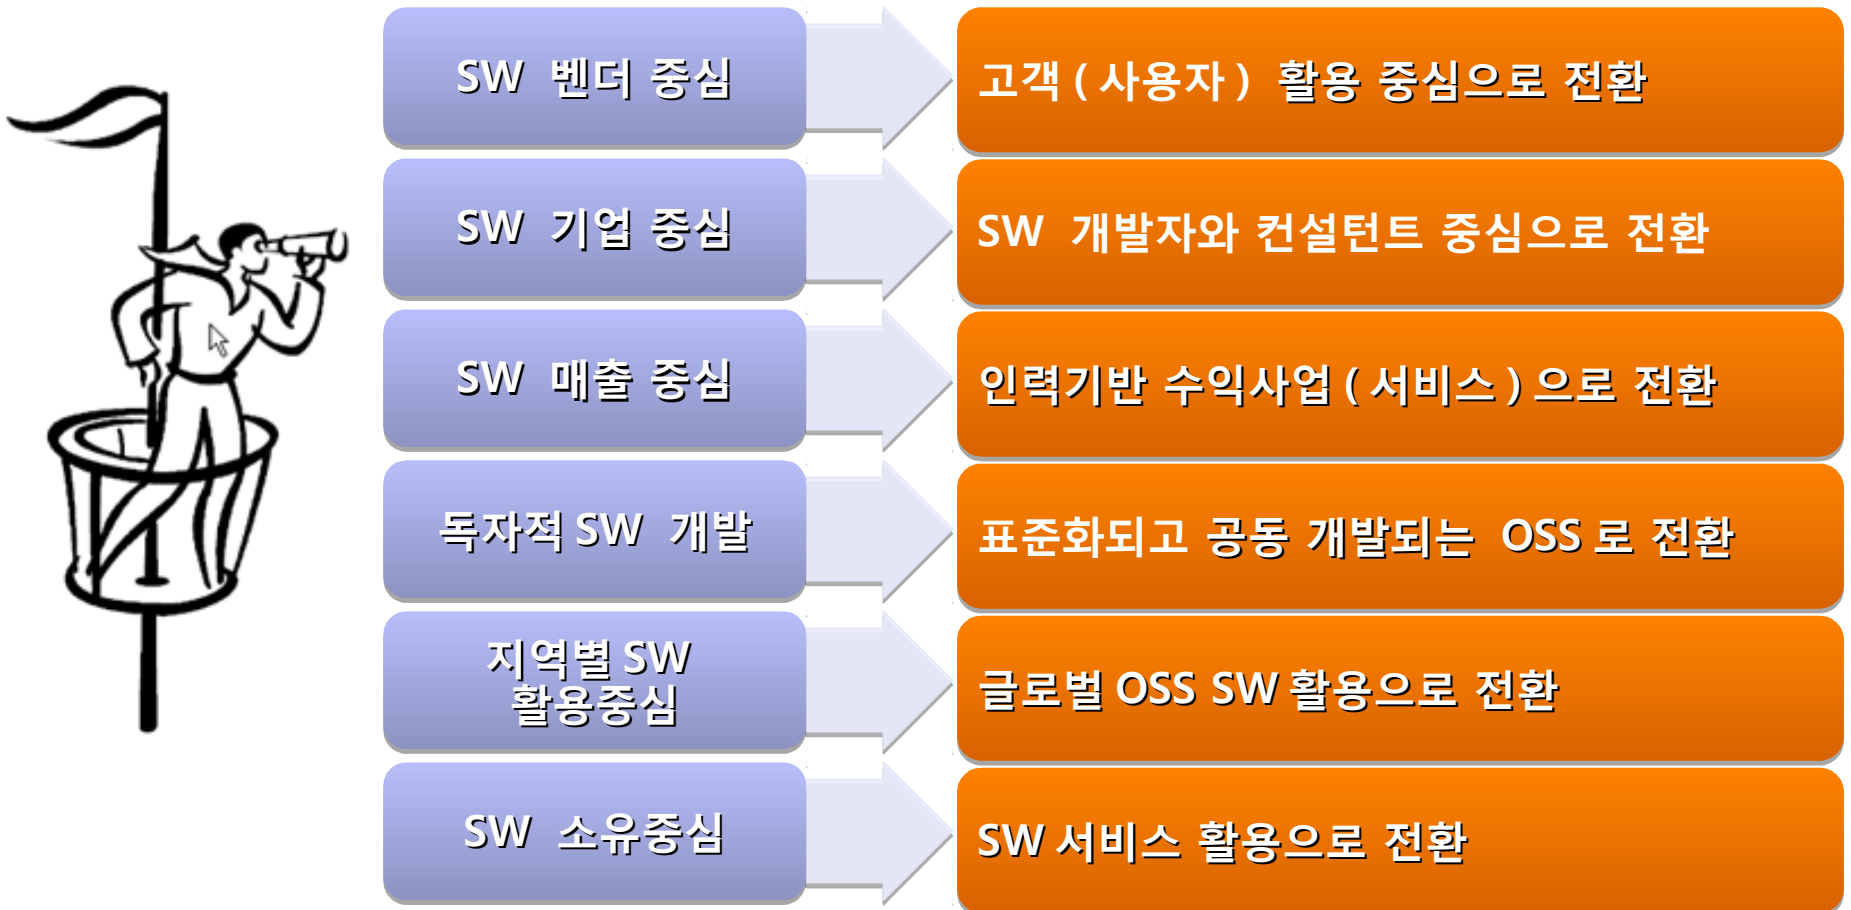 SW 벤더 중심
고객(사용자) 활용 중심으로 전환
SW 기업 중심
SW 개발자와 컨설턴트 중심으로 전환
SW 매출 중심
인력기반 수익사업(서비스)으로 전환
독자적 SW 개발
표준화되고 공동 개발되는 OSS로 전환
지역별 SW
활용중심
글로벌 OSS SW 활용으로 전환
SW 소유중심
SW 서비스 활용으로 전환